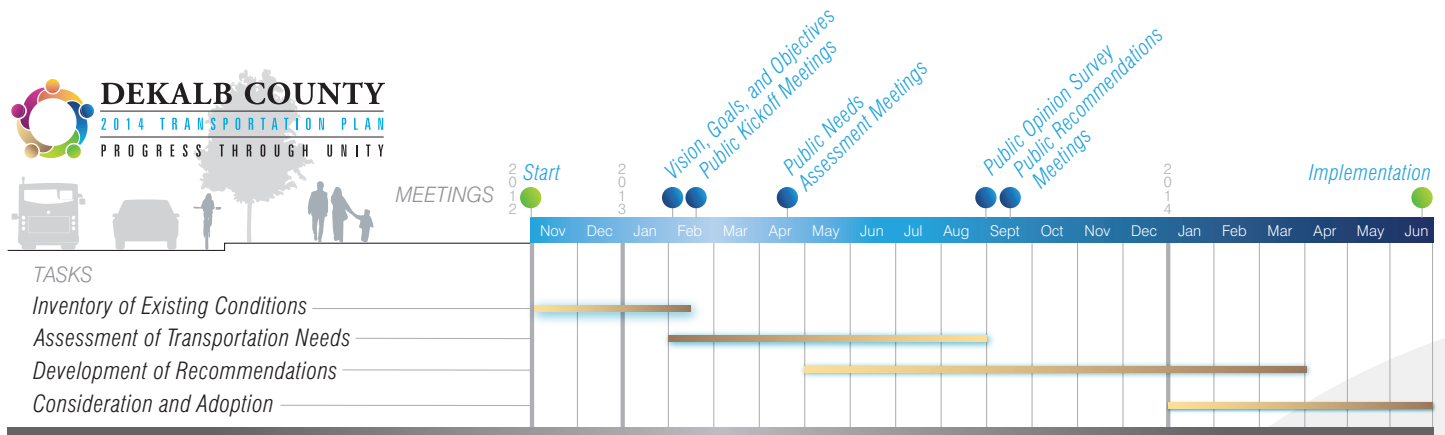 DEKALB COUNTY
2014 TRANSPORTATION PLAN
PROGRESS THROUGH UNITY
MEETINGS
2012
Start
2013
Vision, Goals, and Objectives
Public Kickoff Meetings
Public Needs
Assessment Meetings
Public Opinion Survey
Public Recommendations
Meetings
2014
Implementation
Nov Dec Jan Feb Mar Apr May Jun Jul Aug Sept Oct Nov Dec Jan Feb Mar Apr May Jun
TASKS
Inventory of Existing Conditions
Assessment of Transportation Needs
Development of Recommendations
Consideration and Adoption